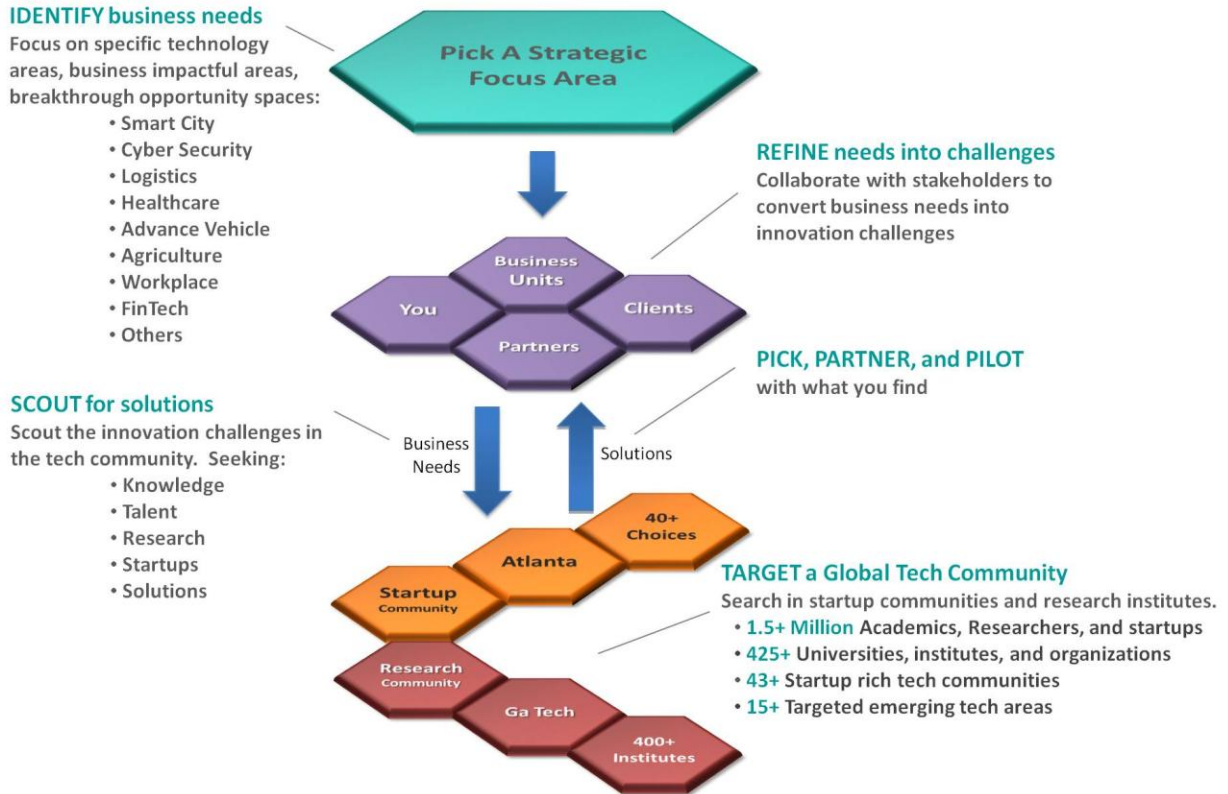 IDENTIFY business needs
Focus on specific technology
areas, business impactful areas,
breakthrough opportunity spaces:
• Smart City
• Cyber Security
• Logistics
• Healthcare
• Advance Vehicle
• Agriculture
• Workplace
• FinTech
• Others
Pick A Strategic
Focus Area
REFINE needs into challenges
Collaborate with stakeholders to
convert business needs into
innovation challenges
Business
Units
You
Clients
Partners
PICK, PARTNER, and PILOT
with what you find
SCOUT for solutions
Scout the innovation challenges in
the tech community.  Seeking:
• Knowledge
• Talent
• Research
• Startups
• Solutions
Business
Needs
Solutions
40+
Choices
Atlanta
Startup
Community
Research
Community
Ga Tech
400+
Institutes
TARGET a Global Tech Community
Search in startup communities and research institutes.
• 1.5+ Million Academics, Researchers, and startups
• 425+ Universities, institutes, and organizations
• 43+ Startup rich tech communities
• 15+ Targeted emerging tech areas